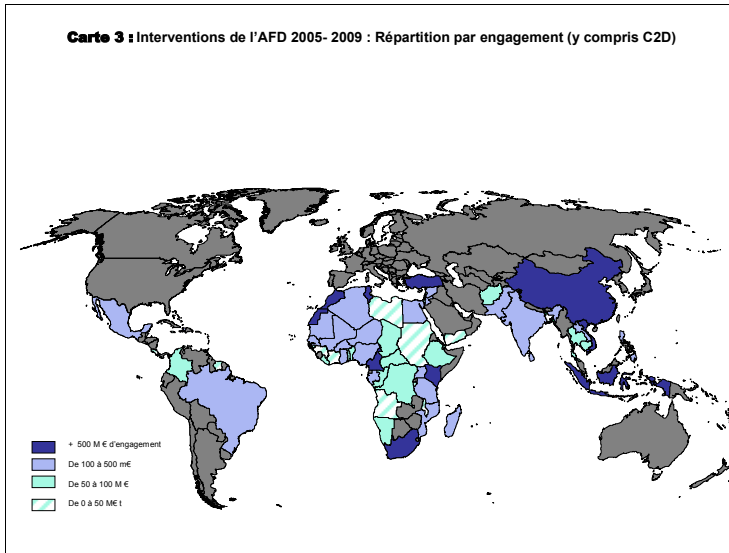 Carte 3 : Interventions de l'AFD 2005- 2009 : Répartition par engagement (y compris C2D)
+ 500 M € d'engagement
De 100 à 500 m€
De 50 à 100 M €
De 0 à 50 M€ t